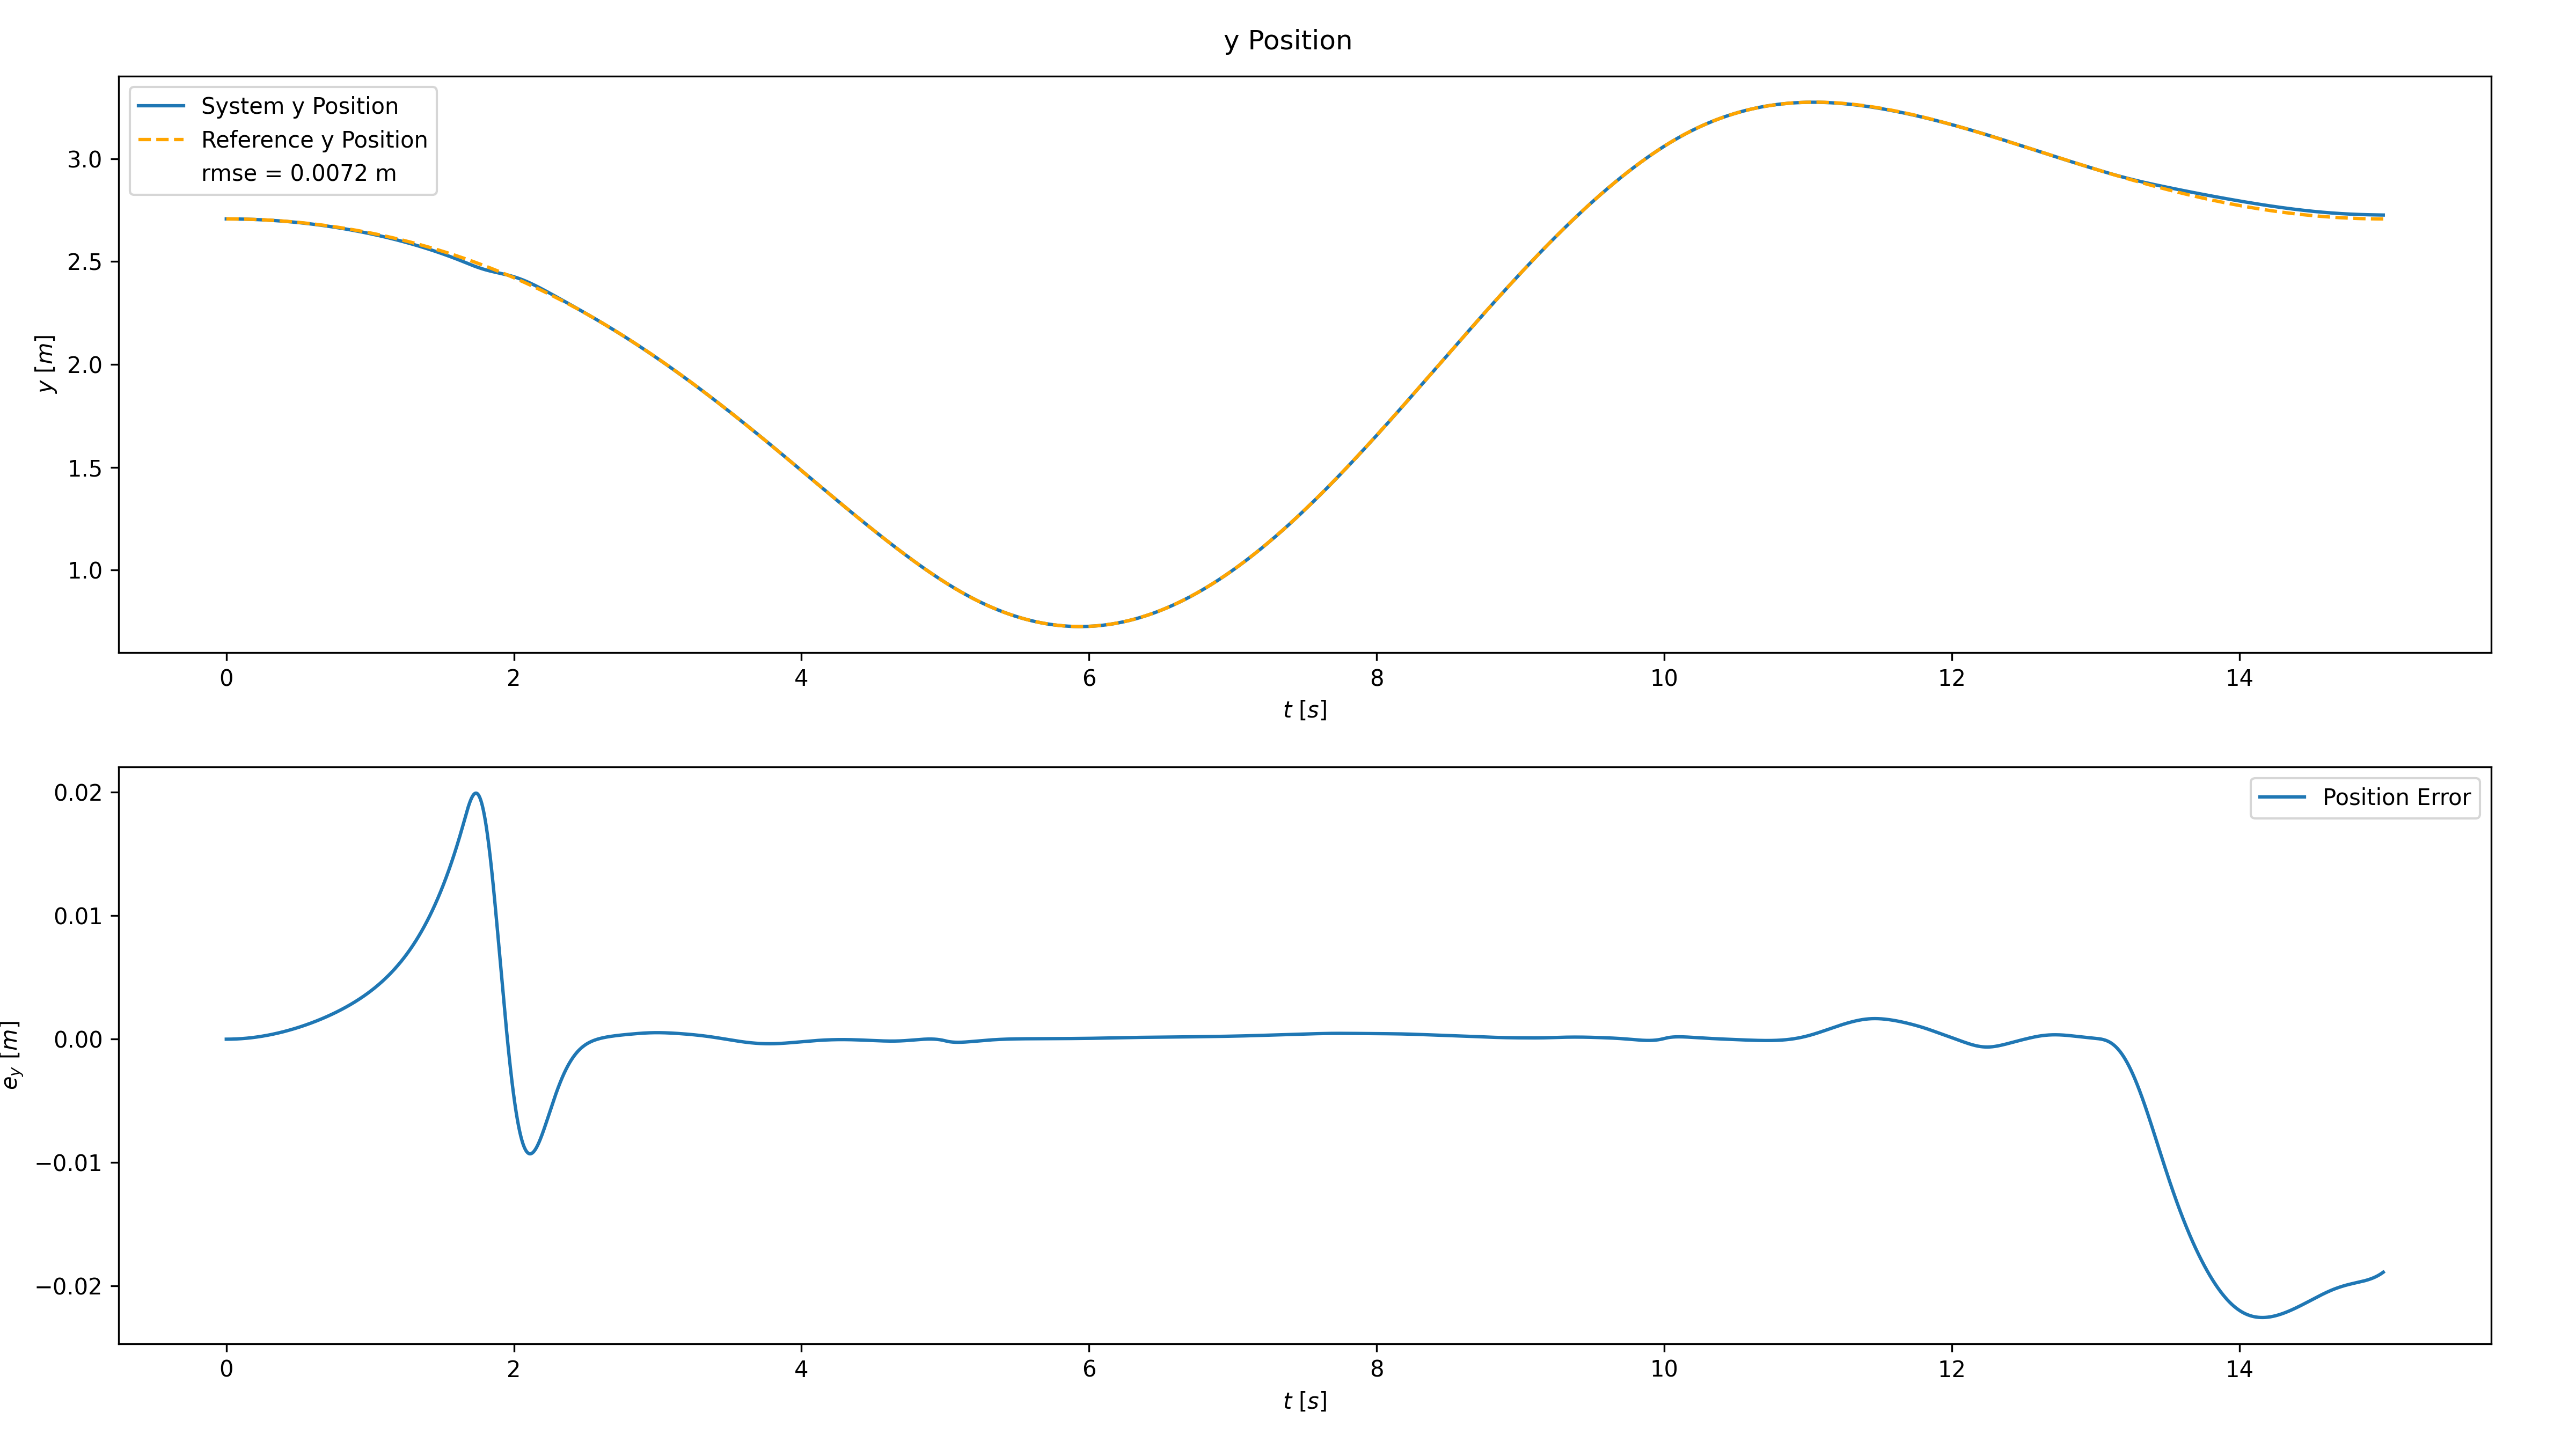 y Position
System y Position
Reference y Position
rmse = 0.0072 m
3.0
2.5
2.0
1.5
1.0
y [m]
0 2 4 6 8 10 12 14
t [s]
Position Error
0.02
0.01
0.00
−0.01
−0.02
e_y [m]
0 2 4 6 8 10 12 14
t [s]